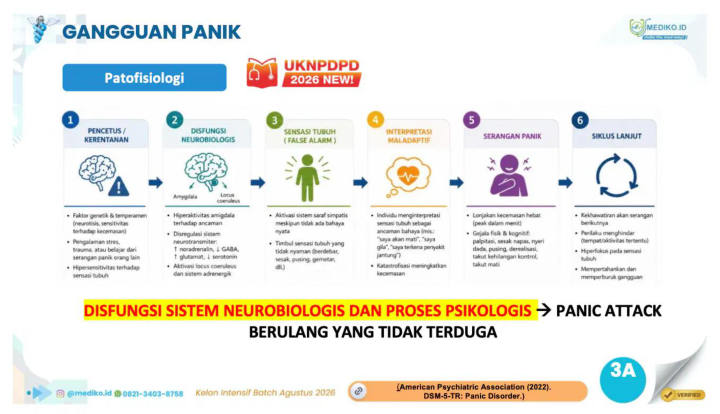 GANGGUAN PANIK
MEDIKO.ID
Patofisiologi
UKNPDPD
2026 NEW!
1
PENCETUS /
KERENTANAN
• Faktor genetik & temperamen
(neurotisis, sensitivitas
terhadap kecemasan)
• Pengalaman stres,
trauma, atau belajar dari
serangan panik orang lain
• Hipersensitivitas terhadap
sensasi tubuh
2
DISFUNGSI
NEUROBIOLOGIS
Amygdala
Locus
coeruleus
• Hiperaktivitas amigdala
terhadap ancaman
• Disregulasi sistem
neurotransmiter:
↑ noradrenalin, ↓ GABA,
↑ glutamat, ↓ serotonin
• Aktivasi locus coeruleus
dan sistem adrenergik
3
SENSASI TUBUH
( FALSE ALARM )
• Aktivasi sistem saraf simpatis
meskipun tidak ada bahaya
nyata
• Timbul sensasi tubuh yang
tidak nyaman (berdebar,
sesak, pusing, gemetar,
dll.)
4
INTERPRETASI
MALADAPTIF
• Individu menginterpretasi
sensasi tubuh sebagai
ancaman bahaya (mis.:
"saya akan mati", "saya
gila", "saya terkena penyakit
jantung")
• Katastrofisasi meningkatkan
kecemasan
5
SERANGAN PANIK
• Lonjakan kecemasan hebat
(peak dalam menit)
• Gejala fisik & kognitif:
palpitasi, sesak napas, nyeri
dada, pusing, derealisasi,
takut kehilangan kontrol,
takut mati
6
SIKLUS LANJUT
• Kekhawatiran akan serangan
berikutnya
• Perilaku menghindar
(tempat/aktivitas tertentu)
• Hiperfokus pada sensasi
tubuh
• Mempertahankan dan
memperburuk gangguan
DISFUNGSI SISTEM NEUROBIOLOGIS DAN PROSES PSIKOLOGIS → PANIC ATTACK
BERULANG YANG TIDAK TERDUGA
3A
@mediko.id 0821-3403-8758
Kelan Intensif Batch Agustus 2026
(American Psychiatric Association (2022).
DSM-5-TR: Panic Disorder.)
VERIFIED